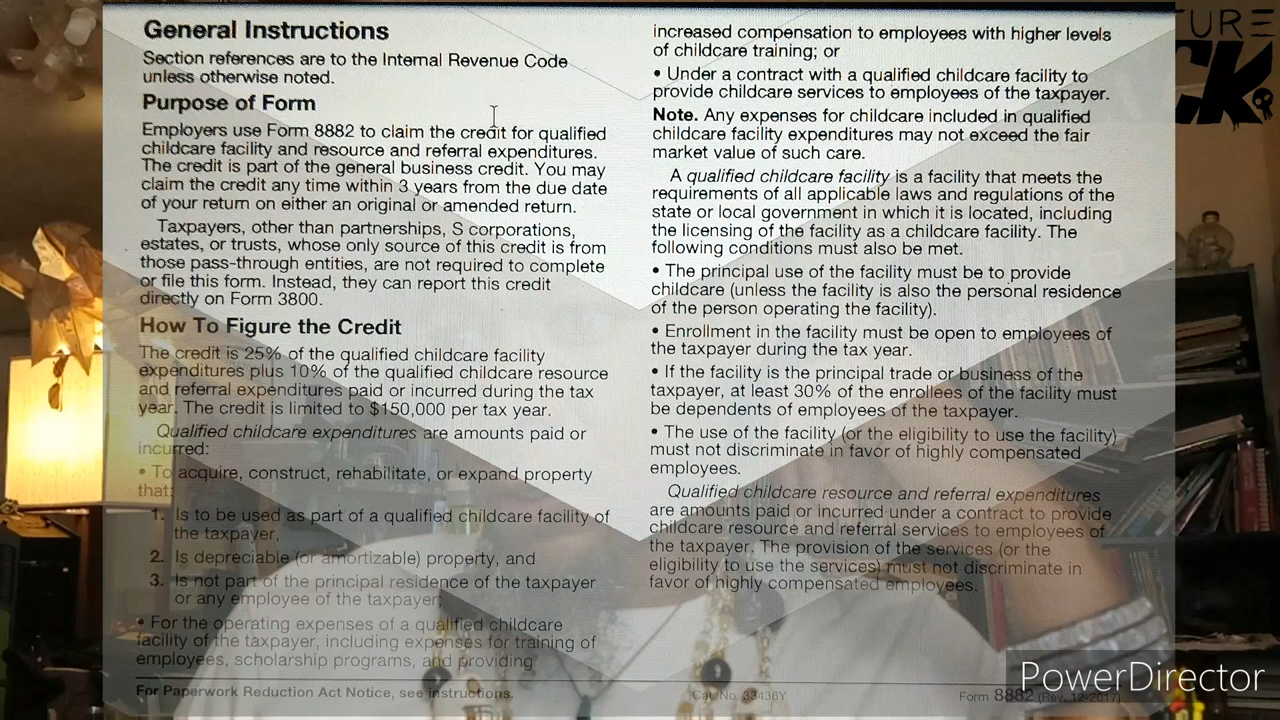 General Instructions
Section references are to the Internal Revenue Code
unless otherwise noted.
Purpose of Form
Employers use Form 8882 to claim the credit for qualified
childcare facility and resource and referral expenditures.
The credit is part of the general business credit. You may
claim the credit any time within 3 years from the due date
of your return on either an original or amended return.
Taxpayers, other than partnerships, S corporations,
estates, or trusts, whose only source of this credit is from
those pass-through entities, are not required to complete
or file this form. Instead, they can report this credit
directly on Form 3800.
How To Figure the Credit
The credit is 25% of the qualified childcare facility
expenditures plus 10% of the qualified childcare resource
and referral expenditures paid or incurred during the tax
year. The credit is limited to $150,000 per tax year.
Qualified childcare expenditures are amounts paid or
incurred:
• To acquire, construct, rehabilitate, or expand property
that:
1. Is to be used as part of a qualified childcare facility of
the taxpayer,
2. Is depreciable (or amortizable) property, and
3. Is not part of the principal residence of the taxpayer
or any employee of the taxpayer;
• For the operating expenses of a qualified childcare
facility of the taxpayer, including expenses for training of
employees, scholarship programs, and providing
increased compensation to employees with higher levels
of childcare training; or
• Under a contract with a qualified childcare facility to
provide childcare services to employees of the taxpayer.
Note. Any expenses for childcare included in qualified
childcare facility expenditures may not exceed the fair
market value of such care.
A qualified childcare facility is a facility that meets the
requirements of all applicable laws and regulations of the
state or local government in which it is located, including
the licensing of the facility as a childcare facility. The
following conditions must also be met.
• The principal use of the facility must be to provide
childcare (unless the facility is also the personal residence
of the person operating the facility).
• Enrollment in the facility must be open to employees of
the taxpayer during the tax year.
• If the facility is the principal trade or business of the
taxpayer, at least 30% of the enrollees of the facility must
be dependents of employees of the taxpayer.
• The use of the facility (or the eligibility to use the facility)
must not discriminate in favor of highly compensated
employees.
Qualified childcare resource and referral expenditures
are amounts paid or incurred under a contract to provide
childcare resource and referral services to employees of
the taxpayer. The provision of the services (or the
eligibility to use the services) must not discriminate in
favor of highly compensated employees.
For Paperwork Reduction Act Notice, see instructions.
Cat. No. 33436Y
Form 8882 (Rev. 12-2017)
PowerDirector